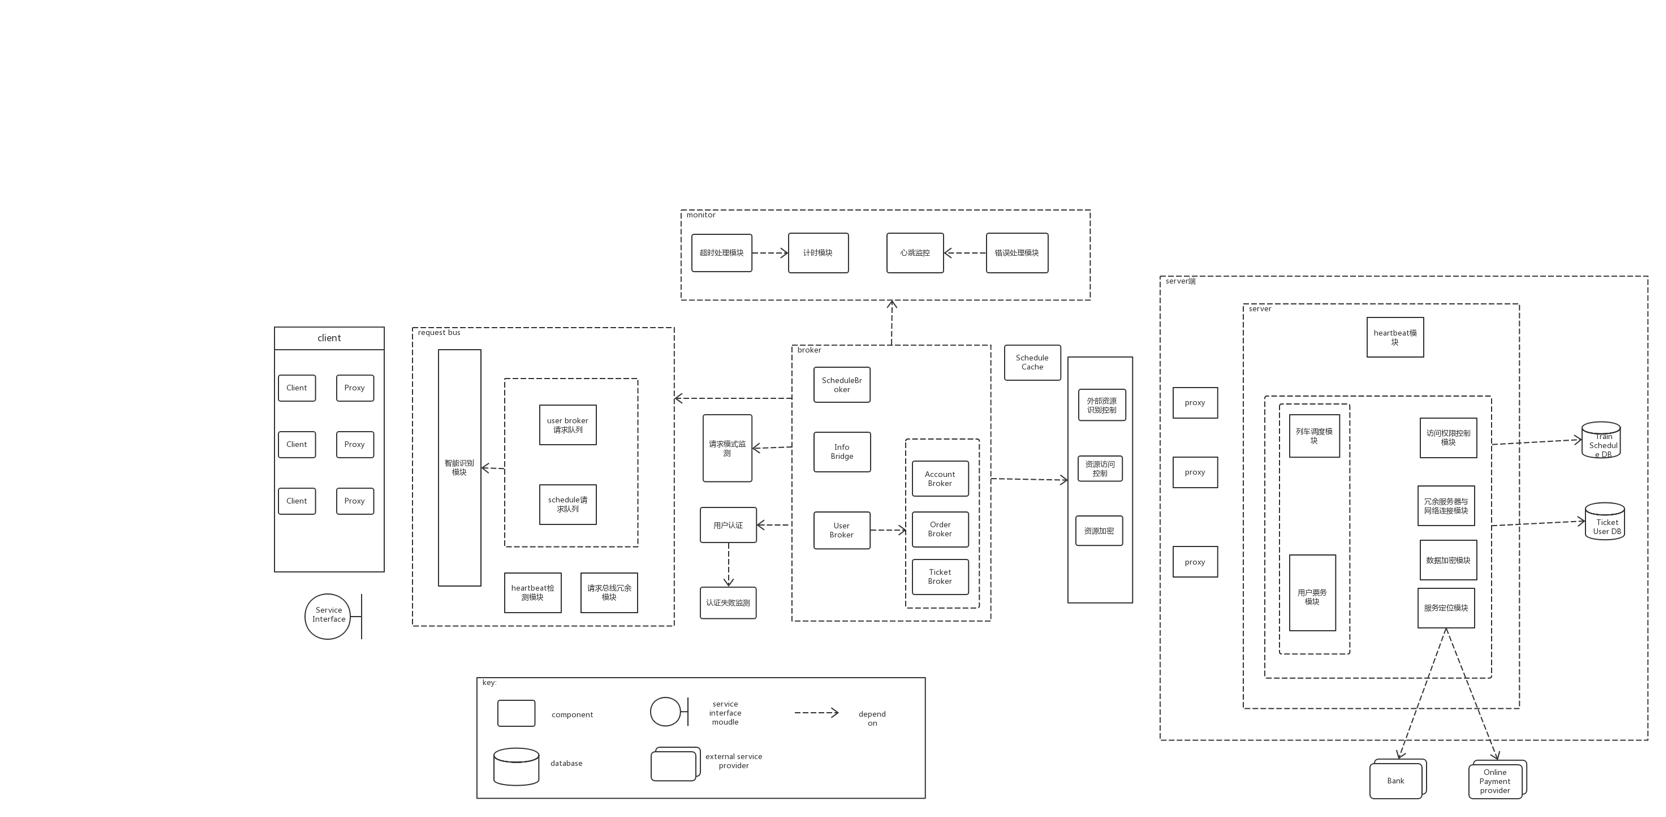 monitor
超时处理模块
计时模块
心跳监控
错误处理模块
client
Client
Proxy
Client
Proxy
Client
Proxy
Service
Interface
request bus
智能识别
模块
user broker
请求队列
schedule请
求队列
heartbeat检
测模块
请求总线冗余
模块
请求模式监
测
用户认证
认证失败监测
broker
ScheduleBr
oker
Info
Bridge
User
Broker
Account
Broker
Order
Broker
Ticket
Broker
Schedule
Cache
外部资源
识别控制
资源访问
控制
资源加密
server端
proxy
proxy
proxy
server
heartbeat模
块
列车调度模
块
用户票务
模块
访问权限控制
模块
冗余服务器与
网络连接模块
数据加密模块
服务定位模块
Train
Schedul
e DB
Ticket
User DB
Bank
Online
Payment
provider
key:
component
service
interface
moudle
depend
on
database
external service
provider